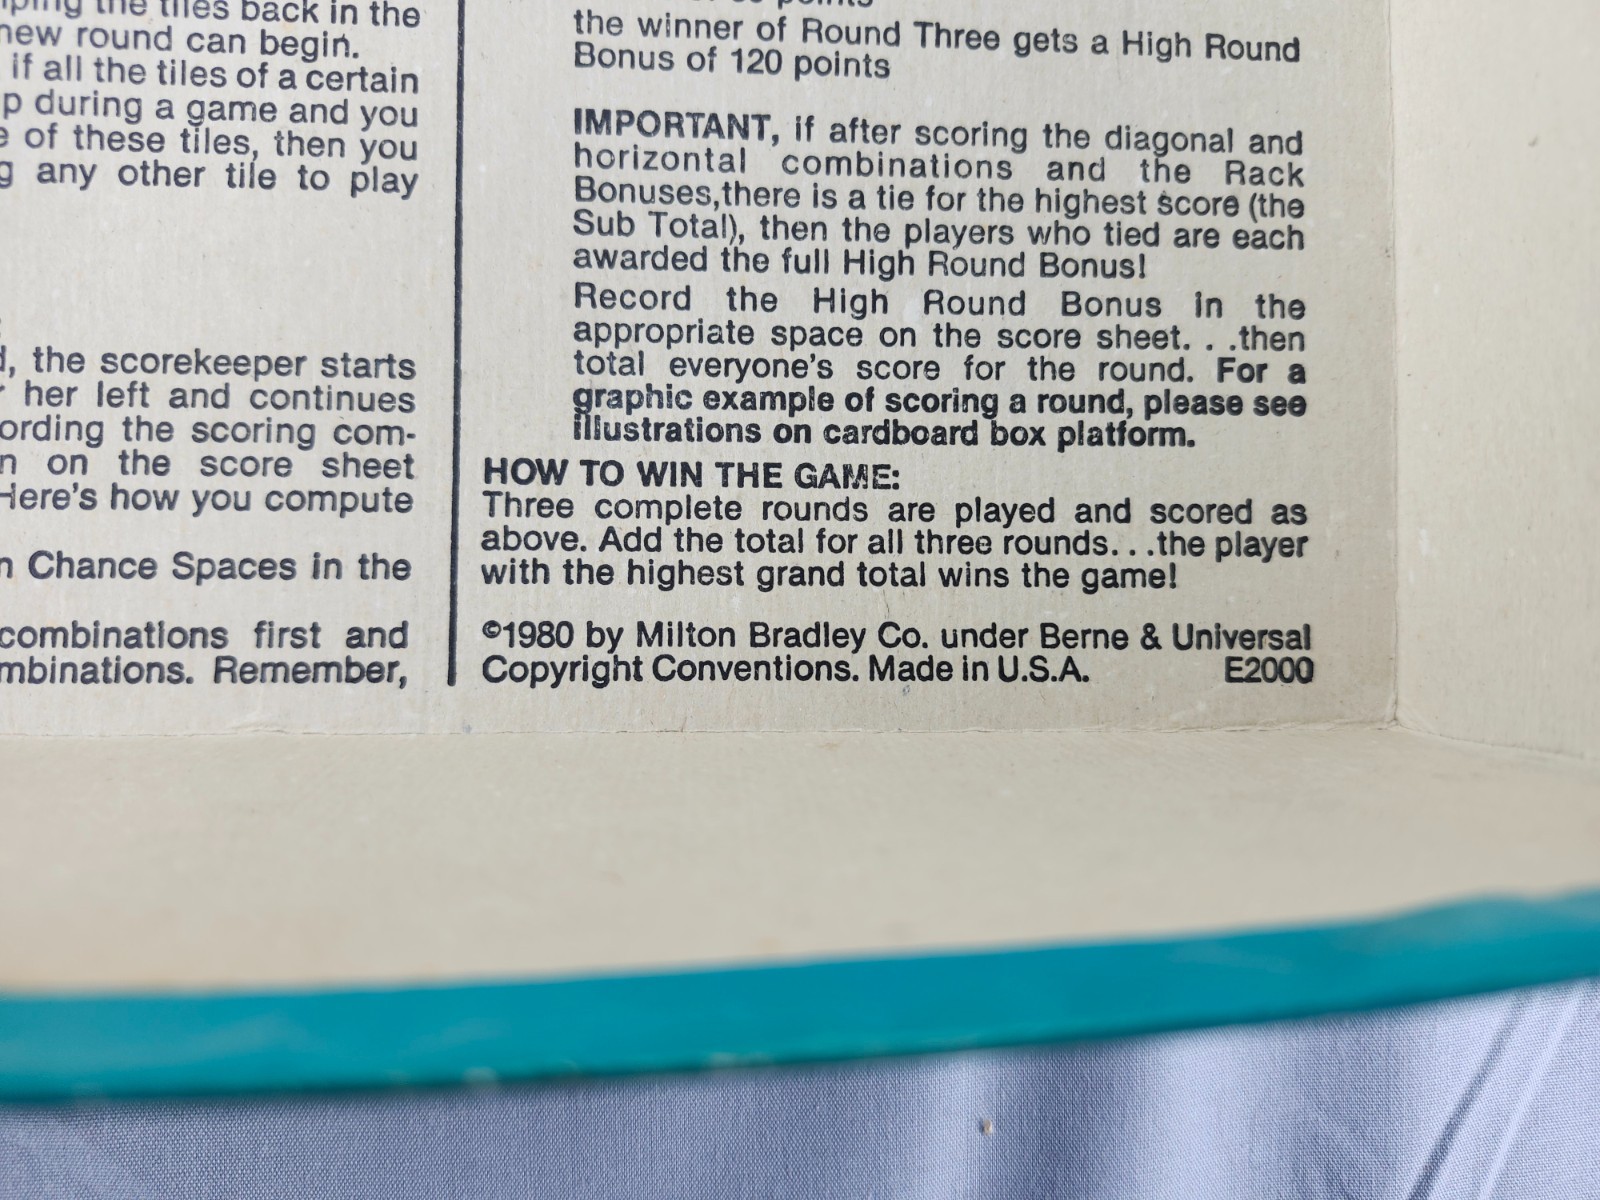 the tiles back in the
new round can begin.
if all the tiles of a certain
p during a game and you
e of these tiles, then you
g any other tile to play
, the scorekeeper starts
r her left and continues
ording the scoring com-
n on the score sheet
Here's how you compute
n Chance Spaces in the
combinations first and
mbinations. Remember,
points
the winner of Round Three gets a High Round
Bonus of 120 points
IMPORTANT, if after scoring the diagonal and
horizontal combinations and the Rack
Bonuses,there is a tie for the highest score (the
Sub Total), then the players who tied are each
awarded the full High Round Bonus!
Record the High Round Bonus in the
appropriate space on the score sheet. . .then
total everyone's score for the round. For a
graphic example of scoring a round, please see
illustrations on cardboard box platform.
HOW TO WIN THE GAME:
Three complete rounds are played and scored as
above. Add the total for all three rounds. . .the player
with the highest grand total wins the game!
©1980 by Milton Bradley Co. under Berne & Universal
Copyright Conventions. Made in U.S.A. E2000